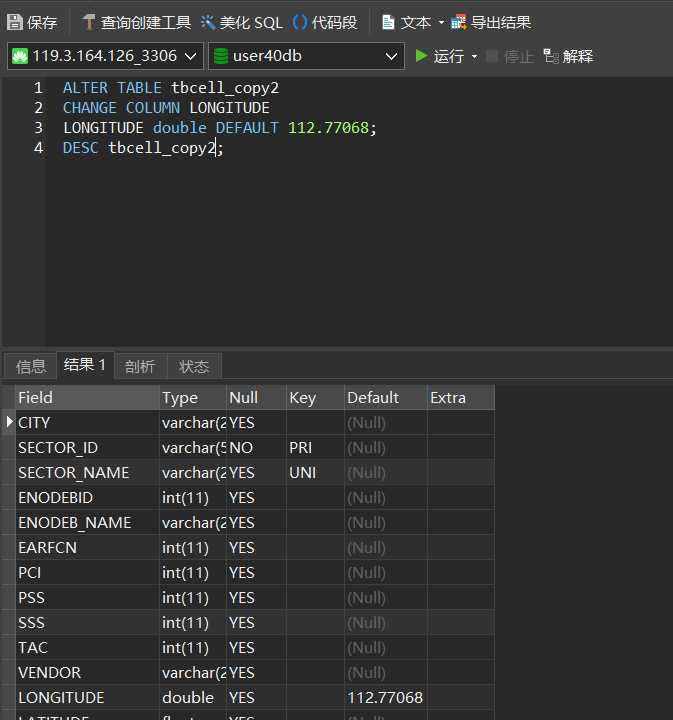 保存 查询创建工具 美化 SQL () 代码段 文本 导出结果
119.3.164.126_3306 user40db 运行 停止 解释
1 ALTER TABLE tbcell_copy2
2 CHANGE COLUMN LONGITUDE
3 LONGITUDE double DEFAULT 112.77068;
4 DESC tbcell_copy2;
信息 结果 1 剖析 状态
Field Type Null Key Default Extra
CITY varchar(2 YES (Null)
SECTOR_ID varchar(5 NO PRI (Null)
SECTOR_NAME varchar(2 YES UNI (Null)
ENODEBID int(11) YES (Null)
ENODEB_NAME varchar(2 YES (Null)
EARFCN int(11) YES (Null)
PCI int(11) YES (Null)
PSS int(11) YES (Null)
SSS int(11) YES (Null)
TAC int(11) YES (Null)
VENDOR varchar(2 YES (Null)
LONGITUDE double YES 112.77068